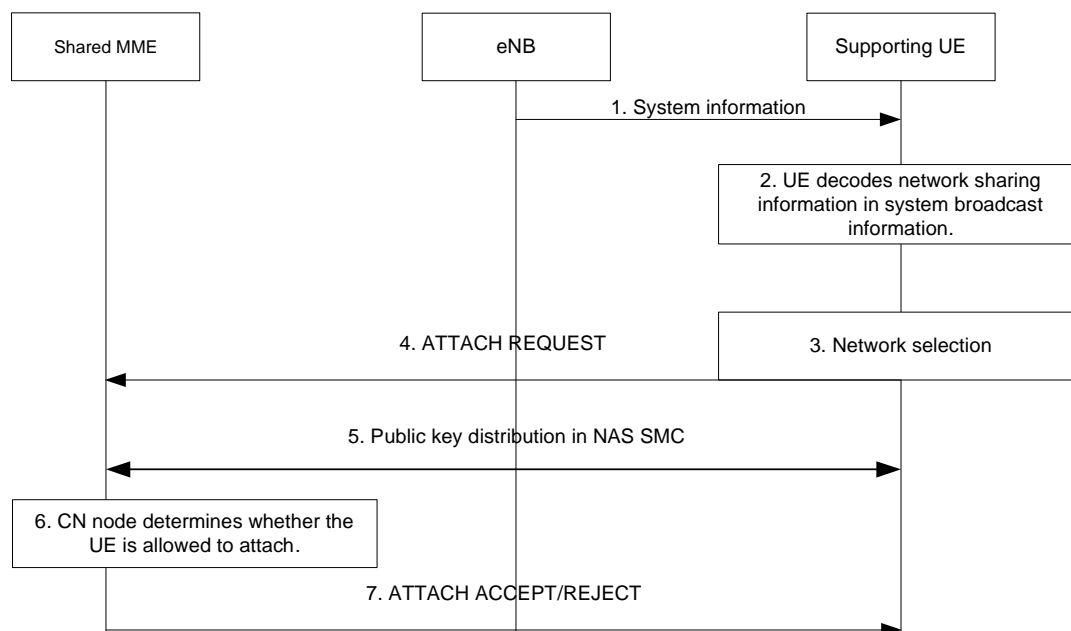 Shared MME
eNB
Supporting UE
1. System information
2. UE decodes network sharing
information in system broadcast
information.
3. Network selection
4. ATTACH REQUEST
5. Public key distribution in NAS SMC
6. CN node determines whether the
UE is allowed to attach.
7. ATTACH ACCEPT/REJECT